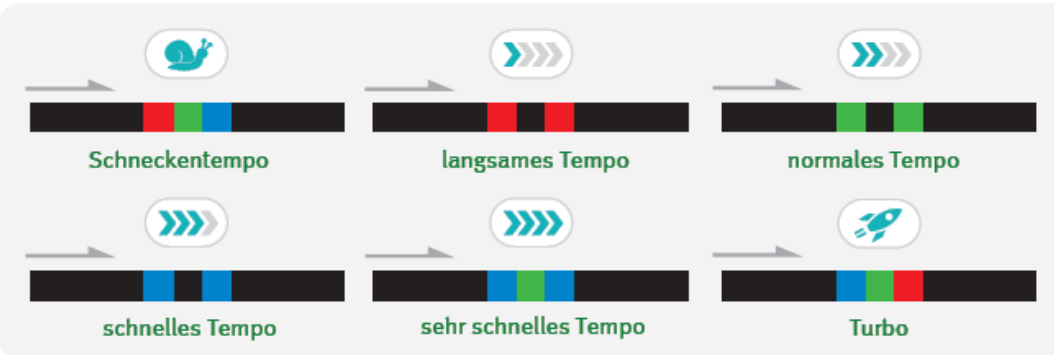 Schneckentempo
langsames Tempo
normales Tempo
schnelles Tempo
sehr schnelles Tempo
Turbo